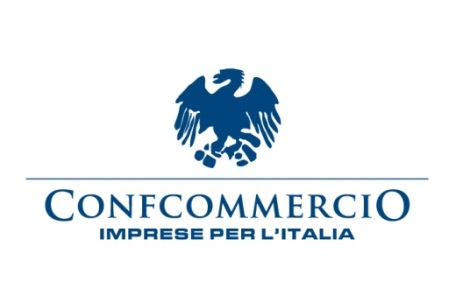 CONFCOMMERCIO
IMPRESE PER L'ITALIA